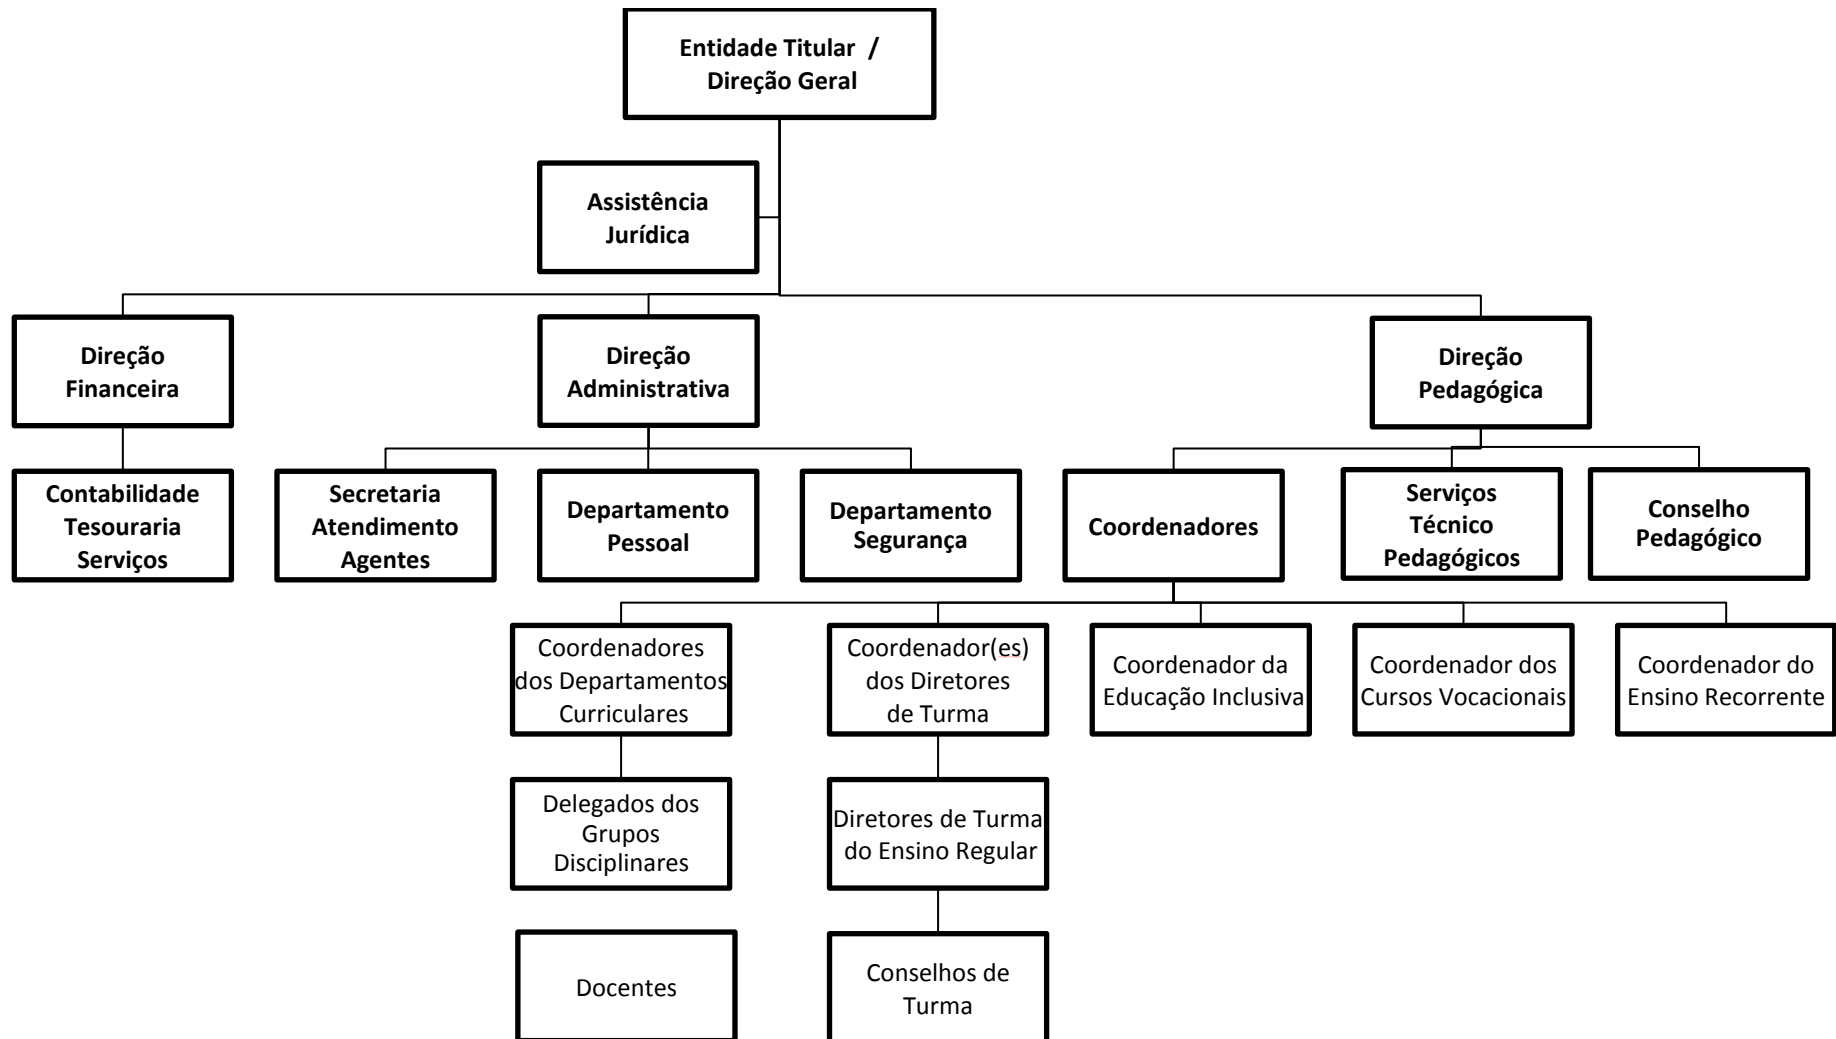 Entidade Titular /
Direção Geral
Assistência
Jurídica
Direção
Financeira
Direção
Administrativa
Direção
Pedagógica
Contabilidade
Tesouraria
Serviços
Secretaria
Atendimento
Agentes
Departamento
Pessoal
Departamento
Segurança
Coordenadores
Serviços
Técnico
Pedagógicos
Conselho
Pedagógico
Coordenadores
dos Departamentos
Curriculares
Coordenador(es)
dos Diretores
de Turma
Coordenador da
Educação Inclusiva
Coordenador dos
Cursos Vocacionais
Coordenador do
Ensino Recorrente
Delegados dos
Grupos
Disciplinares
Diretores de Turma
do Ensino Regular
Docentes
Conselhos de
Turma